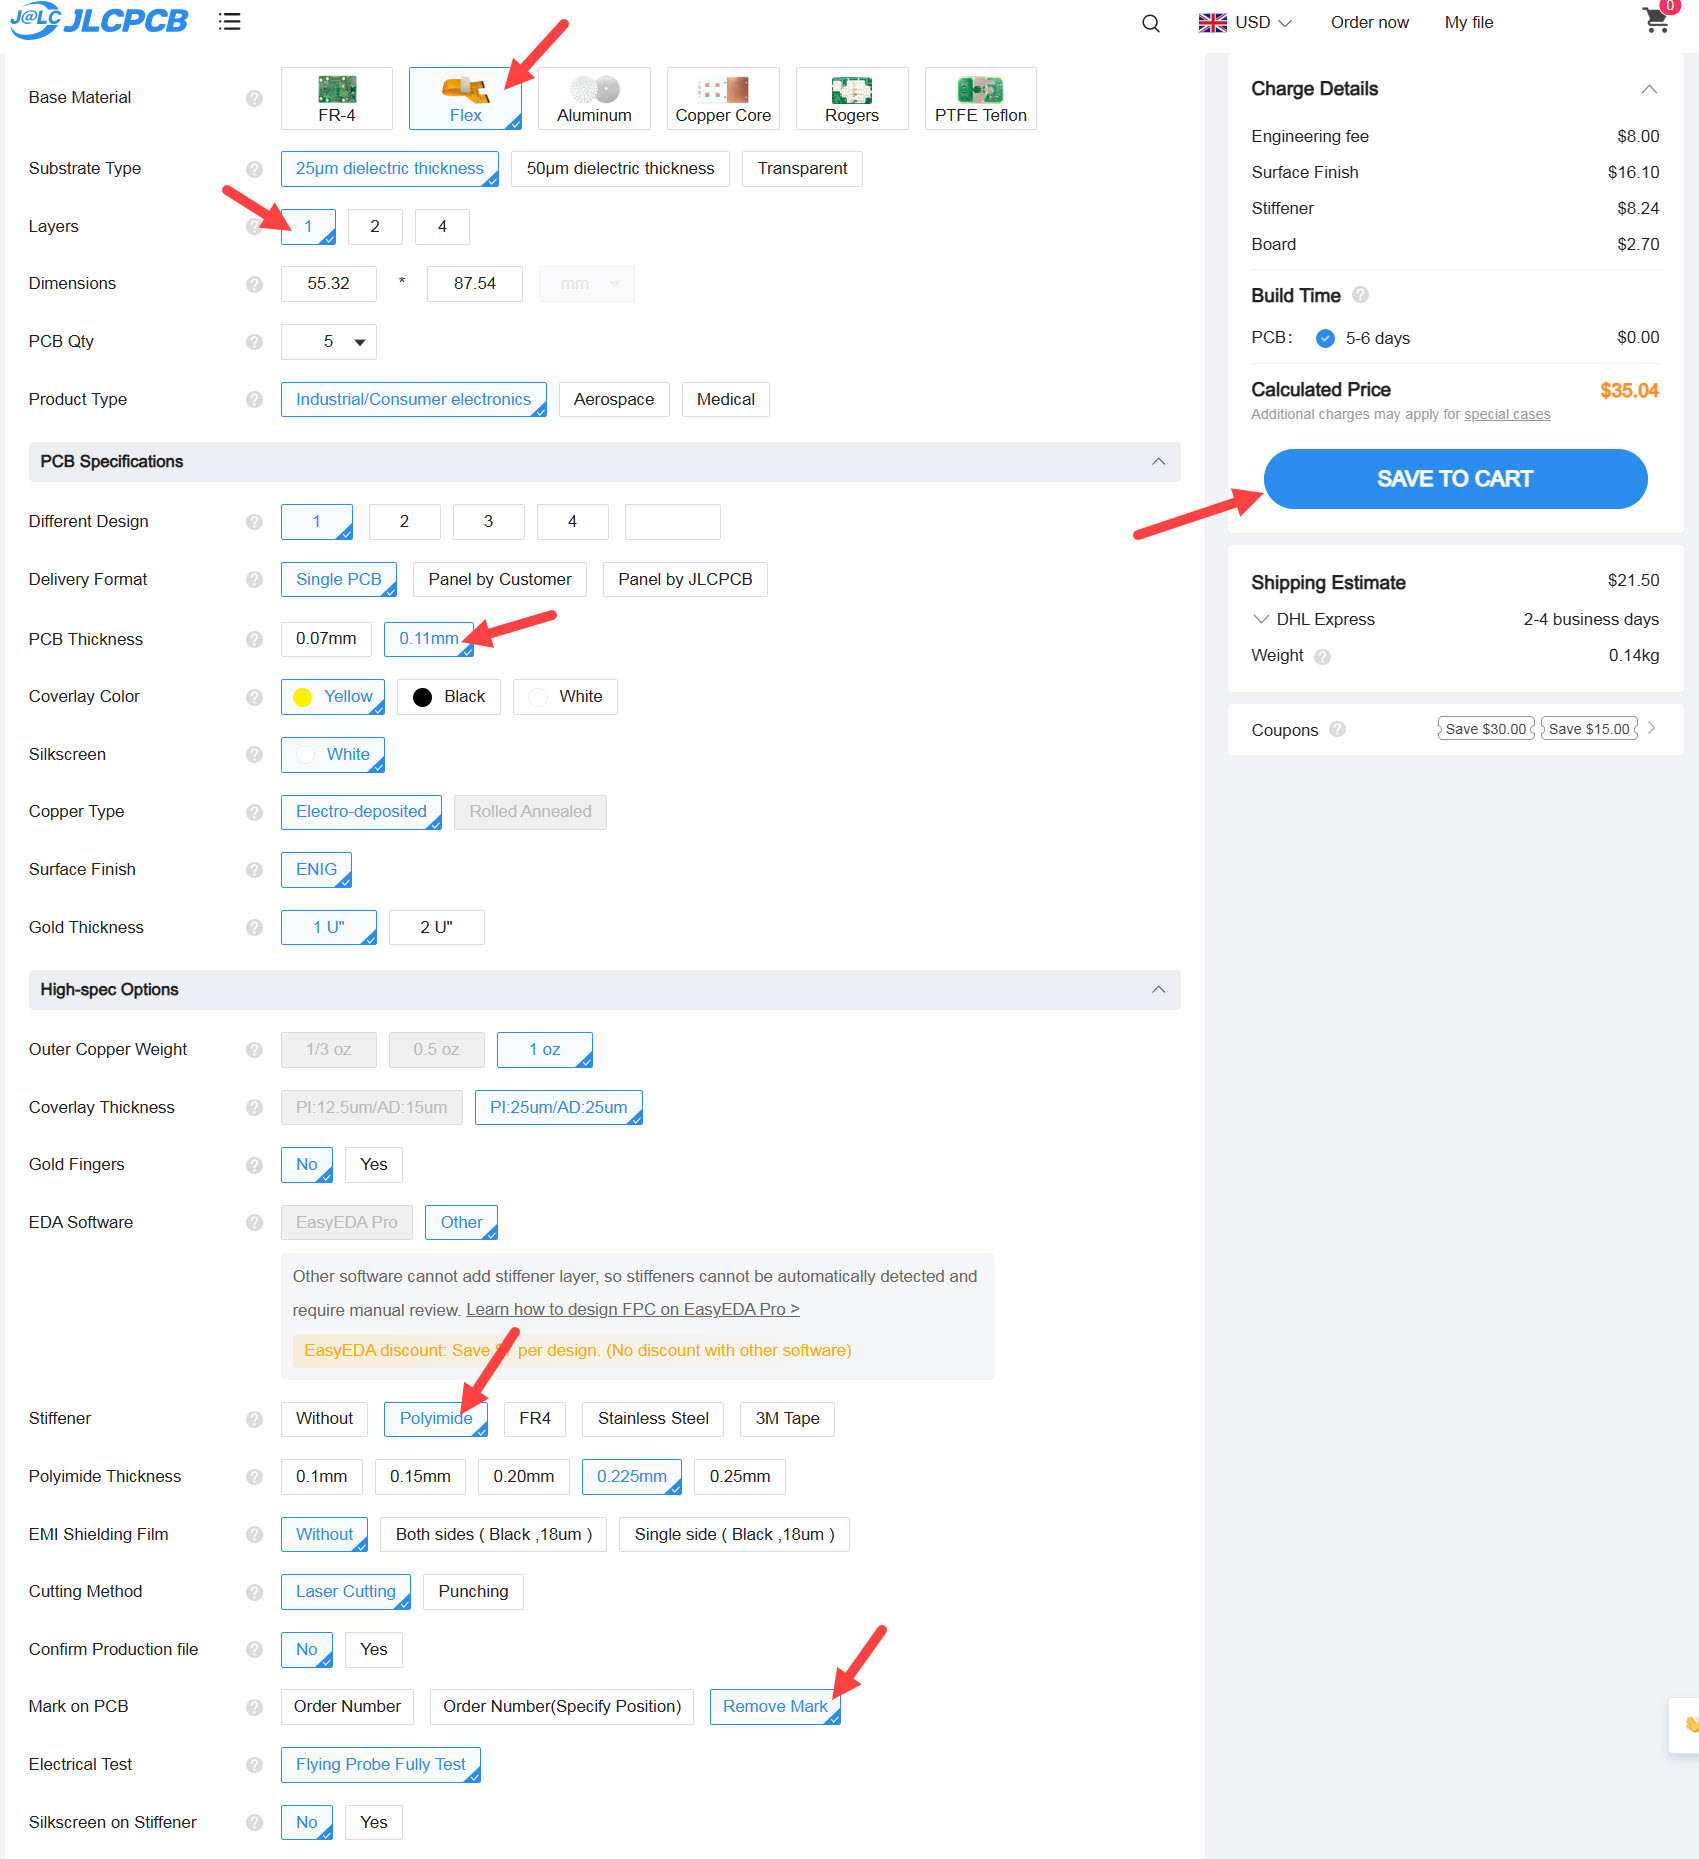 J@LC JLCPCB
USD
Order now
My file
0
Base Material
FR-4
Flex
Aluminum
Copper Core
Rogers
PTFE Teflon
Substrate Type
25μm dielectric thickness
50μm dielectric thickness
Transparent
Layers
1
2
4
Dimensions
55.32
*
87.54
mm
PCB Qty
5
Product Type
Industrial/Consumer electronics
Aerospace
Medical
PCB Specifications
Different Design
1
2
3
4
Delivery Format
Single PCB
Panel by Customer
Panel by JLCPCB
PCB Thickness
0.07mm
0.11mm
Coverlay Color
Yellow
Black
White
Silkscreen
White
Copper Type
Electro-deposited
Rolled Annealed
Surface Finish
ENIG
Gold Thickness
1 U"
2 U"
High-spec Options
Outer Copper Weight
1/3 oz
0.5 oz
1 oz
Coverlay Thickness
PI:12.5um/AD:15um
PI:25um/AD:25um
Gold Fingers
No
Yes
EDA Software
EasyEDA Pro
Other
Other software cannot add stiffener layer, so stiffeners cannot be automatically detected and
require manual review. Learn how to design FPC on EasyEDA Pro >
EasyEDA discount: Save per design. (No discount with other software)
Stiffener
Without
Polyimide
FR4
Stainless Steel
3M Tape
Polyimide Thickness
0.1mm
0.15mm
0.20mm
0.225mm
0.25mm
EMI Shielding Film
Without
Both sides ( Black ,18um )
Single side ( Black ,18um )
Cutting Method
Laser Cutting
Punching
Confirm Production file
No
Yes
Mark on PCB
Order Number
Order Number(Specify Position)
Remove Mark
Electrical Test
Flying Probe Fully Test
Silkscreen on Stiffener
No
Yes
Charge Details
Engineering fee $8.00
Surface Finish $16.10
Stiffener $8.24
Board $2.70
Build Time
PCB: 5-6 days $0.00
Calculated Price $35.04
Additional charges may apply for special cases
SAVE TO CART
Shipping Estimate $21.50
DHL Express 2-4 business days
Weight 0.14kg
Coupons Save $30.00 Save $15.00